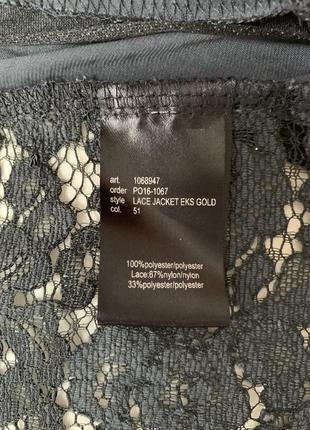 art. 1068947
order PO16-1067
style LACE JACKET EKS GOLD
col. 51
100%polyester/polyester
Lace:67%nylon/nylon
33%polyester/polyester